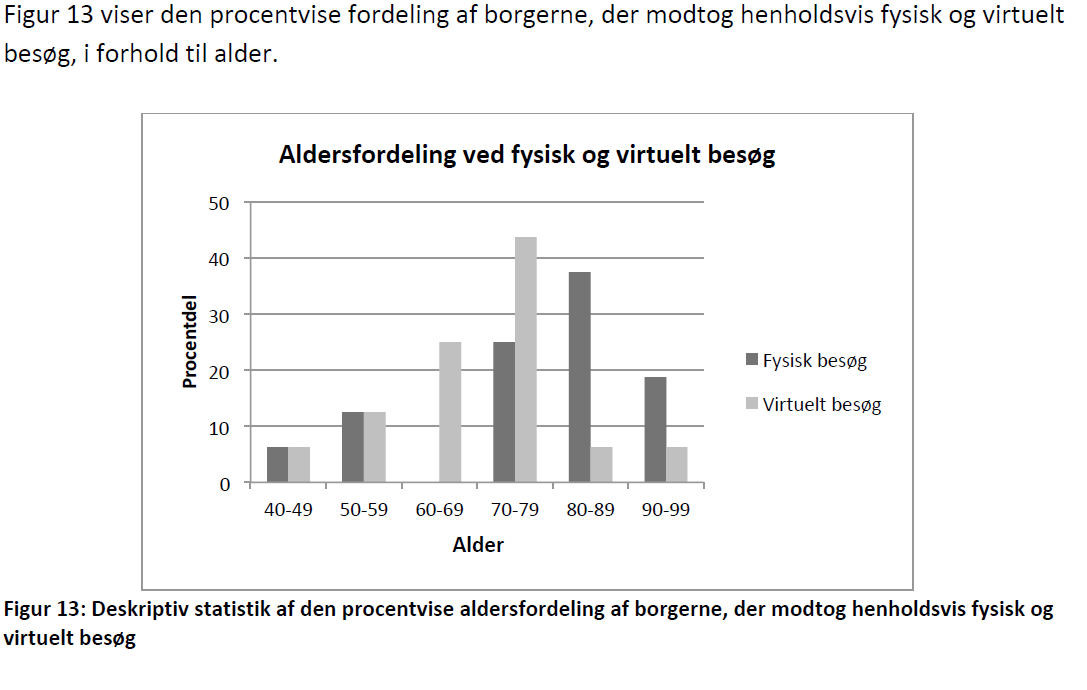 Figur 13 viser den procentvise fordeling af borgerne, der modtog henholdsvis fysisk og virtuelt
besøg, i forhold til alder.
Aldersfordeling ved fysisk og virtuelt besøg
50
40
30
20
10
0
Procentdel
40-49 50-59 60-69 70-79 80-89 90-99
Alder
Fysisk besøg
Virtuelt besøg
Figur 13: Deskriptiv statistik af den procentvise aldersfordeling af borgerne, der modtog henholdsvis fysisk og
virtuelt besøg